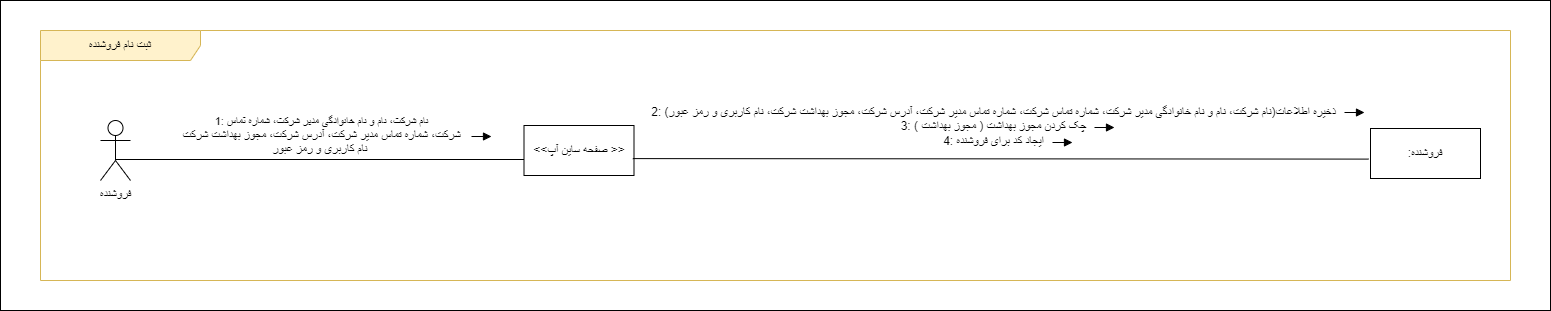 ثبت نام فروشنده
1: نام شرکت، نام و نام خانوادگی مدیر شرکت، شماره تماس
شرکت، شماره تماس مدیر شرکت، آدرس شرکت، مجوز بهداشت شرکت
نام کاربری و رمز عبور
فروشنده
<< صفحه ساین آپ>>
2: ذخیره اطلاعات(نام شرکت، نام و نام خانوادگی مدیر شرکت، شماره تماس شرکت، شماره تماس مدیر شرکت، آدرس شرکت، مجوز بهداشت شرکت، نام کاربری و رمز عبور)
3: چک کردن مجوز بهداشت ( مجوز بهداشت )
4: ایجاد کد برای فروشنده
فروشنده: